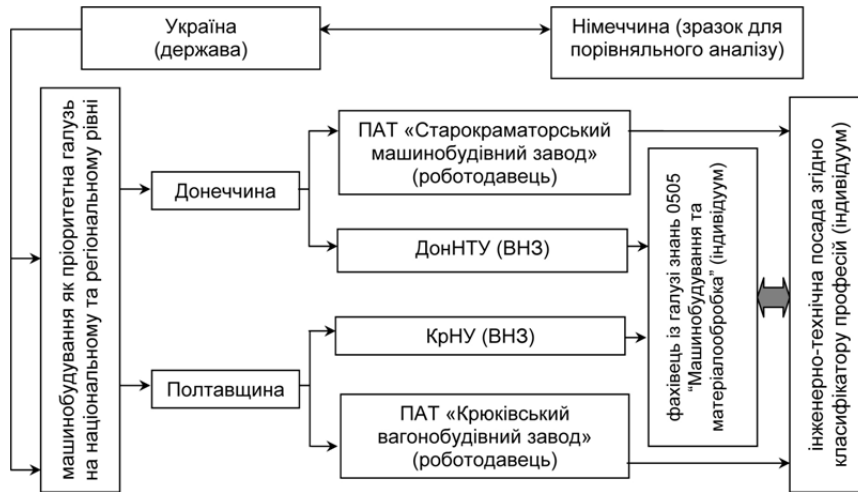 Україна
(держава)
Німеччина (зразок для
порівняльного аналізу)
машинобудування як пріоритетна галузь
на національному та регіональному рівні
Донеччина
Полтавщина
ПАТ «Старокраматорський
машинобудівний завод»
(роботодавець)
ДонНТУ (ВНЗ)
КрНУ (ВНЗ)
ПАТ «Крюківський
вагонобудівний завод»
(роботодавець)
фахівець із галузі знань 0505
“Машинобудування та
матеріалообробка” (індивідуум)
інженерно-технічна посада згідно
класифікатору професій (індивідуум)